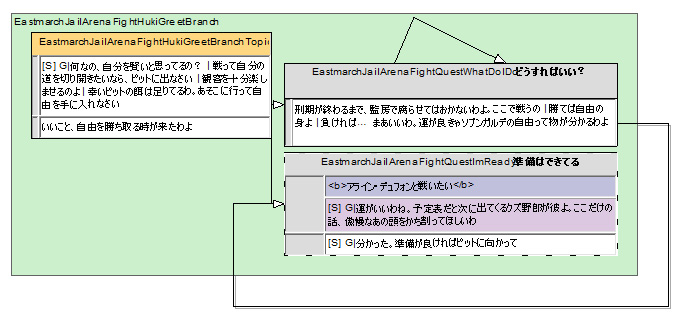 EastmarchJailArenaFightHukiGreetBranch
EastmarchJailArenaFightHukiGreetBranchTopic
[S] G|何なの、自分を賢いと思ってるの？ | 戦って自分の
道を切り開きたいなら、ピットに出なさい | 観客を十分楽し
ませるのよ | 幸いピットの餌は足りてるわ。あそこに行って自
由を手に入れなさい
いいこと、自由を勝ち取る時が来たわよ
EastmarchJailArenaFightQuestWhatDoIDoどうすればいい？
刑期が終わるまで、監房で腐らせてはおかないわよ。ここで戦うの | 勝てば自由の
身よ | 負ければ… まあいいわ。運が良きゃソブンガルデの自由って物が分かるわよ
EastmarchJailArenaFightQuestImReady準備はできてる
<b>アライン・デュフォンと戦いたい</b>
[S] G|運がいいわね。予定表だと次に出てくるクズ野郎が彼よ。ここだけの
話、傲慢なあの頭をかち割ってほしいわ
[S] G|分かった。準備が良ければピットに向かって